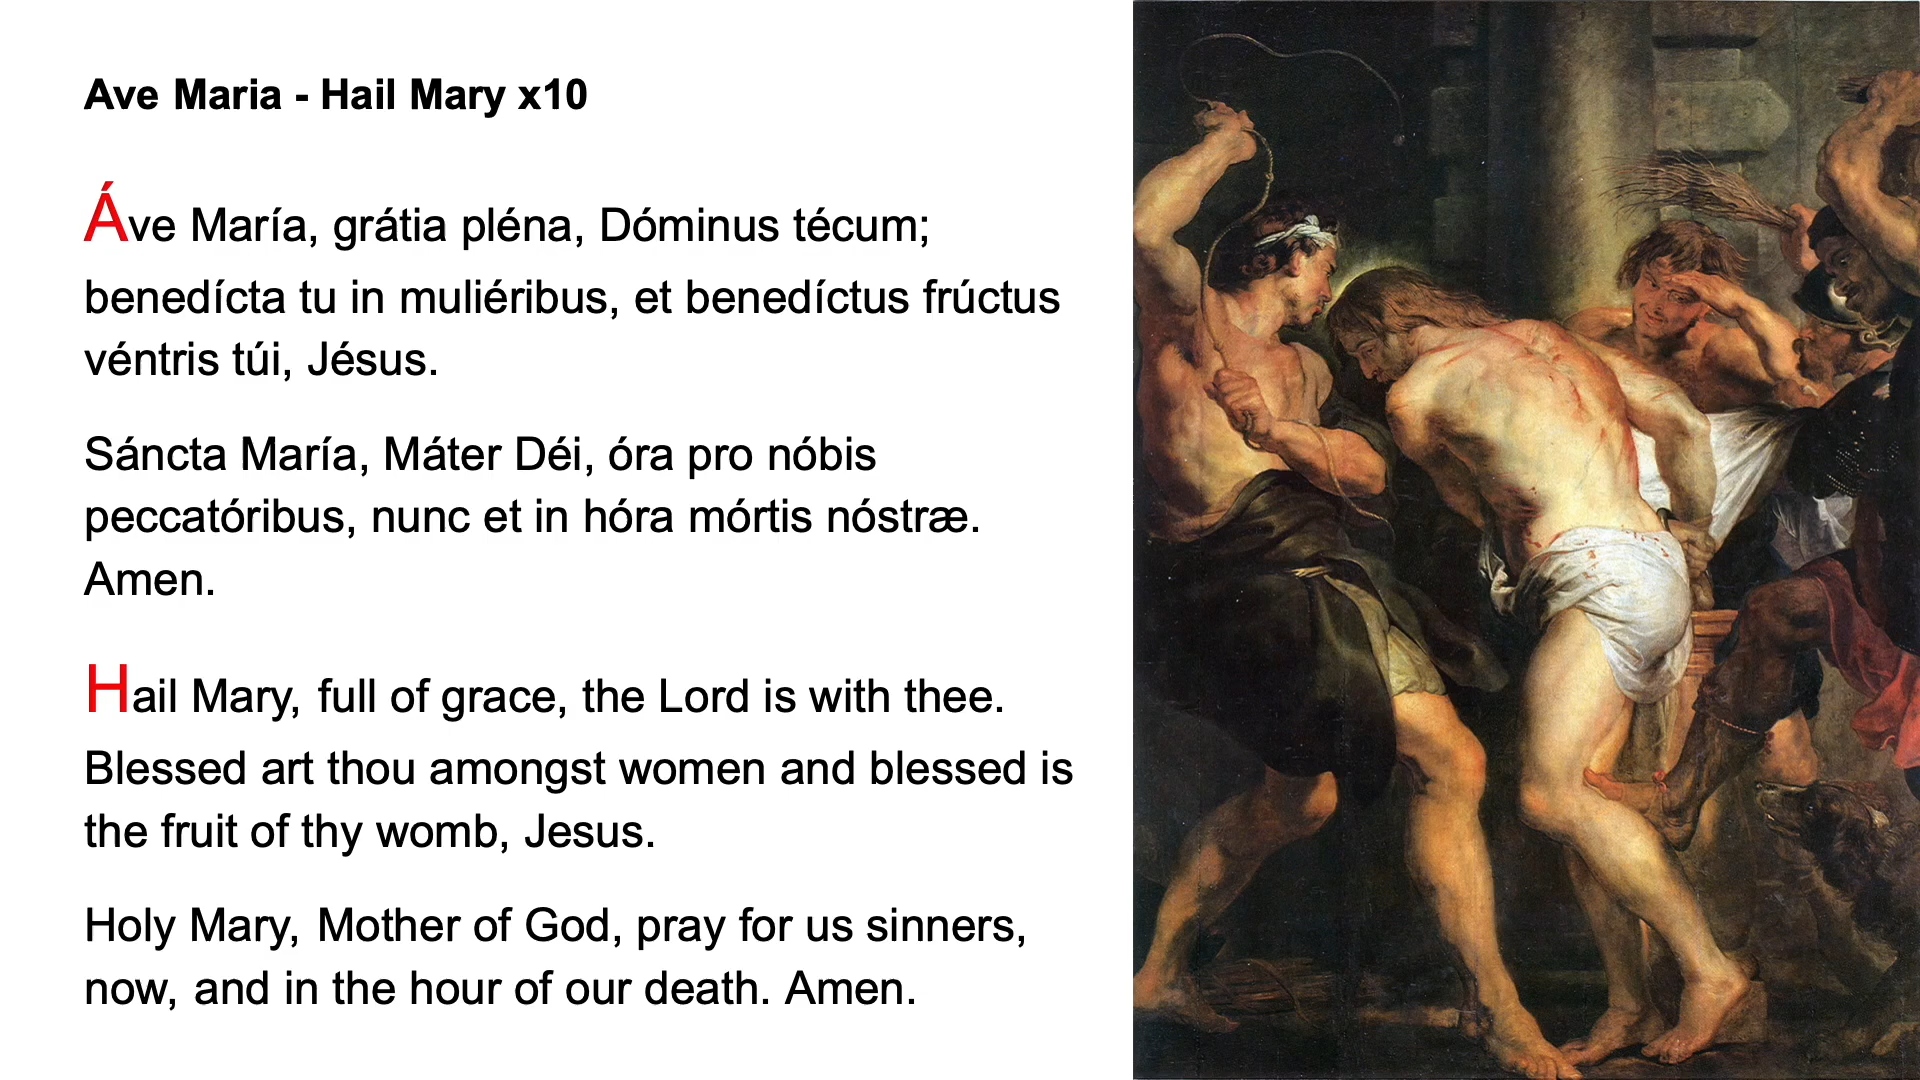 Ave Maria - Hail Mary x10
Áve María, grátia pléna, Dóminus técum;
benedícta tu in muliéribus, et benedíctus frúctus
véntris túi, Jésus.
Sáncta María, Máter Déi, óra pro nóbis
peccatóribus, nunc et in hóra mórtis nóstræ.
Amen.
Hail Mary, full of grace, the Lord is with thee.
Blessed art thou amongst women and blessed is
the fruit of thy womb, Jesus.
Holy Mary, Mother of God, pray for us sinners,
now, and in the hour of our death. Amen.